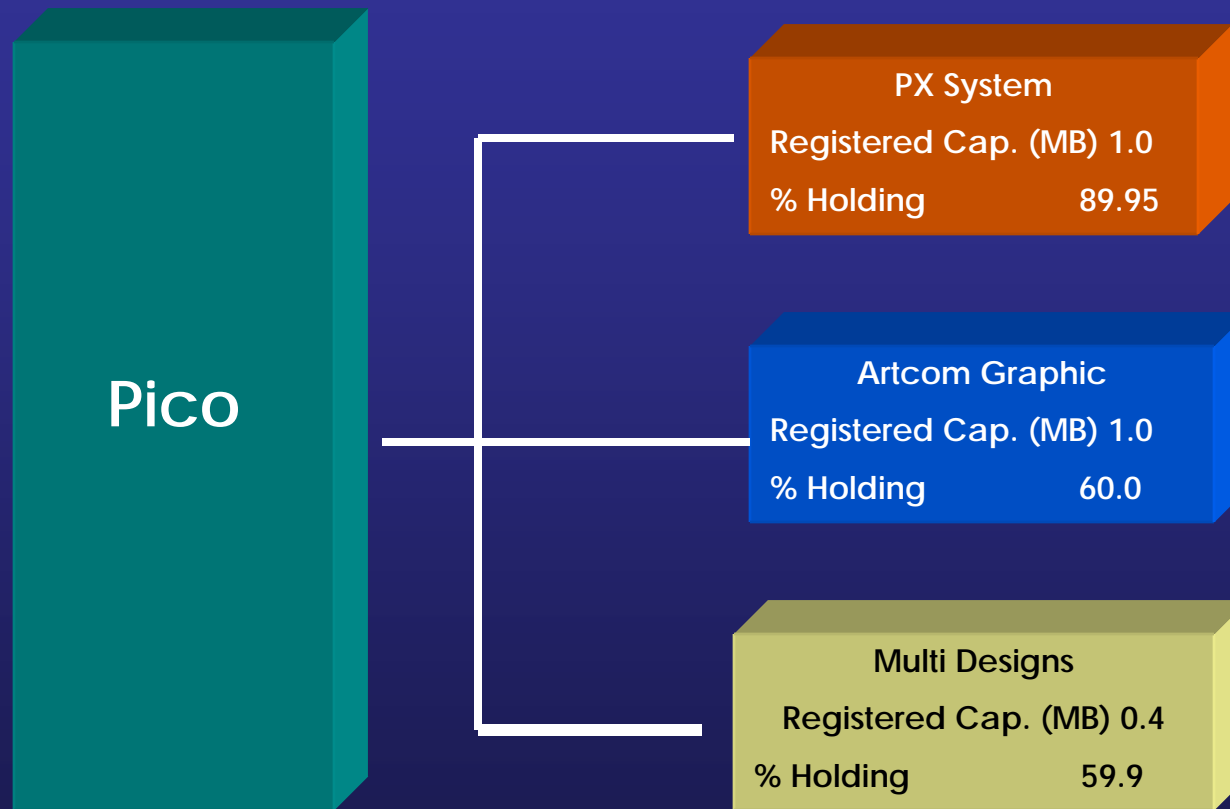 Pico
PX System
Registered Cap. (MB) 1.0
% Holding 89.95
Artcom Graphic
Registered Cap. (MB) 1.0
% Holding 60.0
Multi Designs
Registered Cap. (MB) 0.4
% Holding 59.9